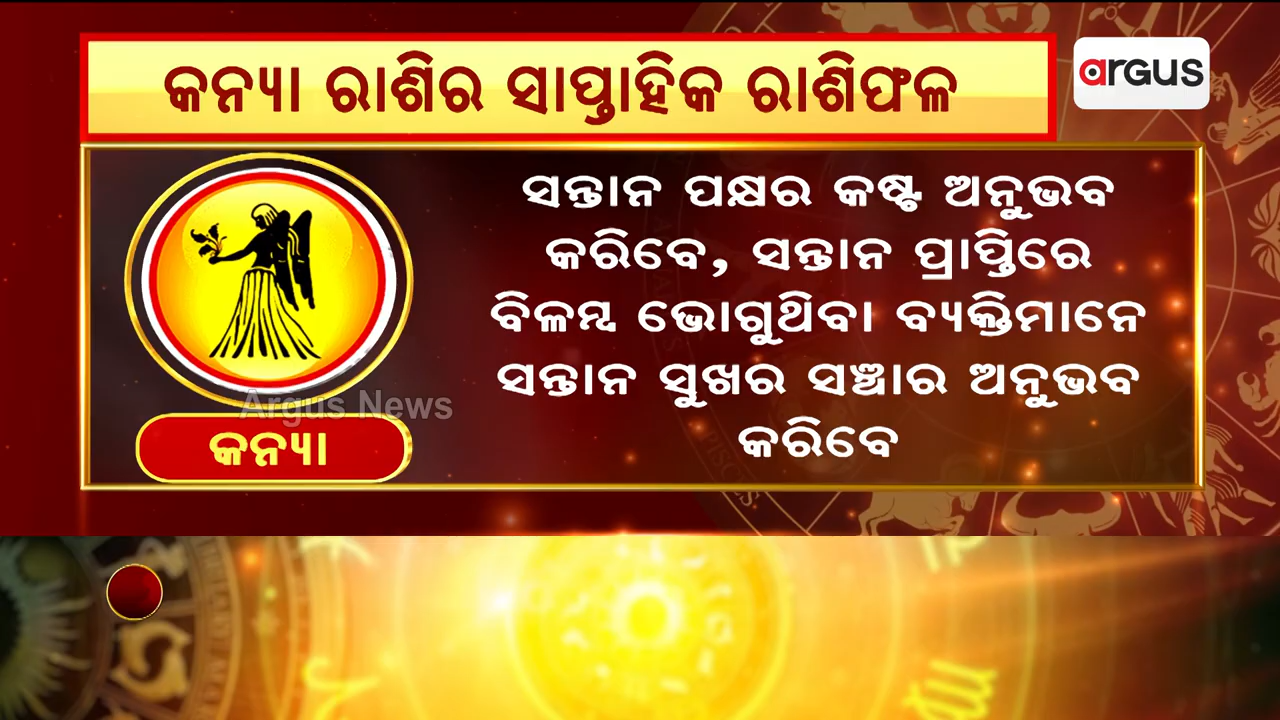 କନ୍ୟା ରାଶିର ସାପ୍ତାହିକ ରାଶିଫଳ
argus
ସନ୍ତାନ ପକ୍ଷର କଷ୍ଟ ଅନୁଭବ
କରିବେ, ସନ୍ତାନ ପ୍ରାପ୍ତିରେ
ବିଳମ୍ବ ଭୋଗୁଥିବା ବ୍ୟକ୍ତିମାନେ
ସନ୍ତାନ ସୁଖର ସଞ୍ଚାର ଅନୁଭବ
କରିବେ
Argus News
କନ୍ୟା
PISCES